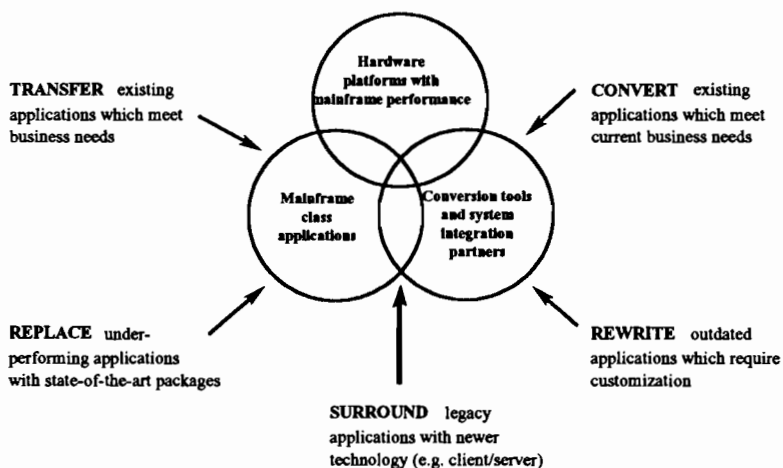 Hardware
platforms with
mainframe performance
TRANSFER existing
applications which meet
business needs
CONVERT existing
applications which meet
current business needs
Mainframe
class
applications
Conversion tools
and system
integration
partners
REPLACE under-
performing applications
with state-of-the-art packages
REWRITE outdated
applications which require
customization
SURROUND legacy
applications with newer
technology (e.g. client/server)